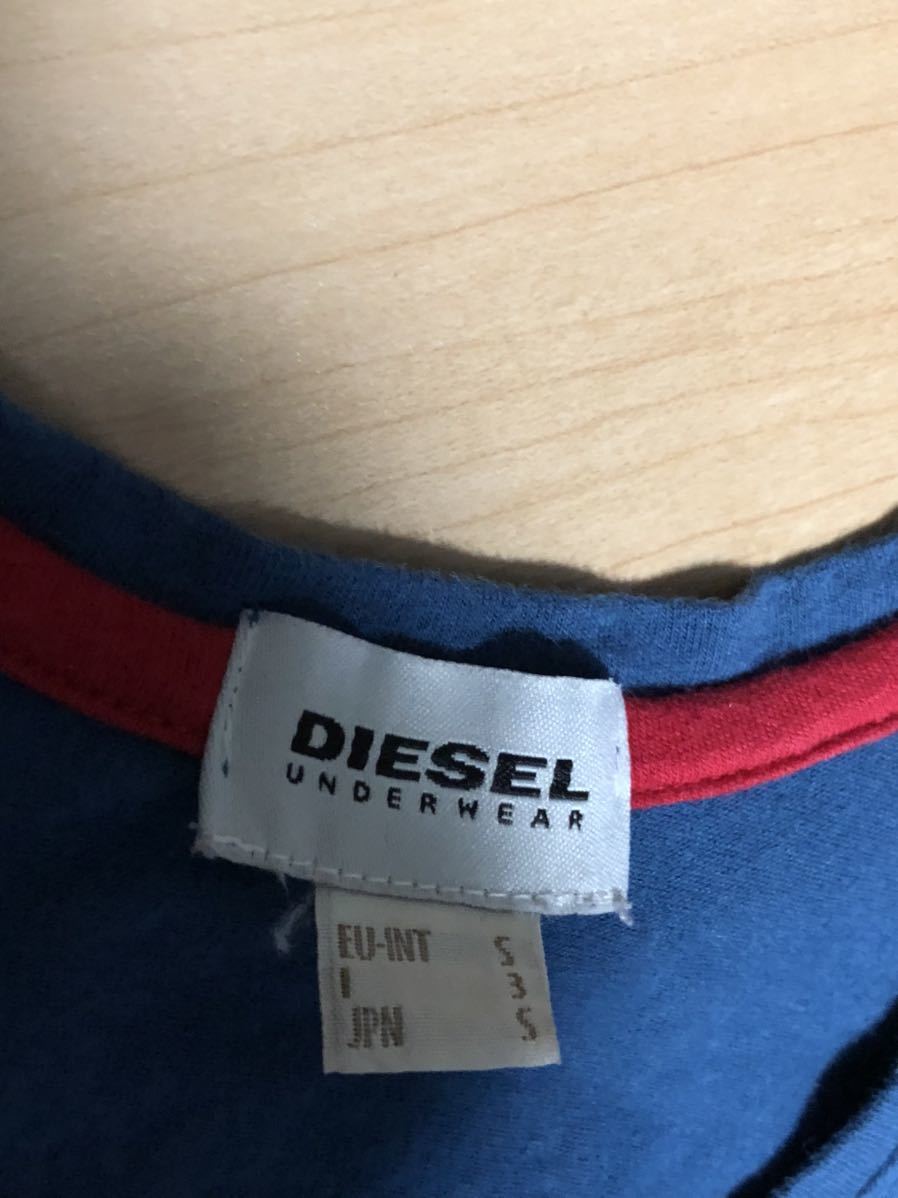 DIESEL
UNDERWEAR
EU-INT S
I 3
JPN S